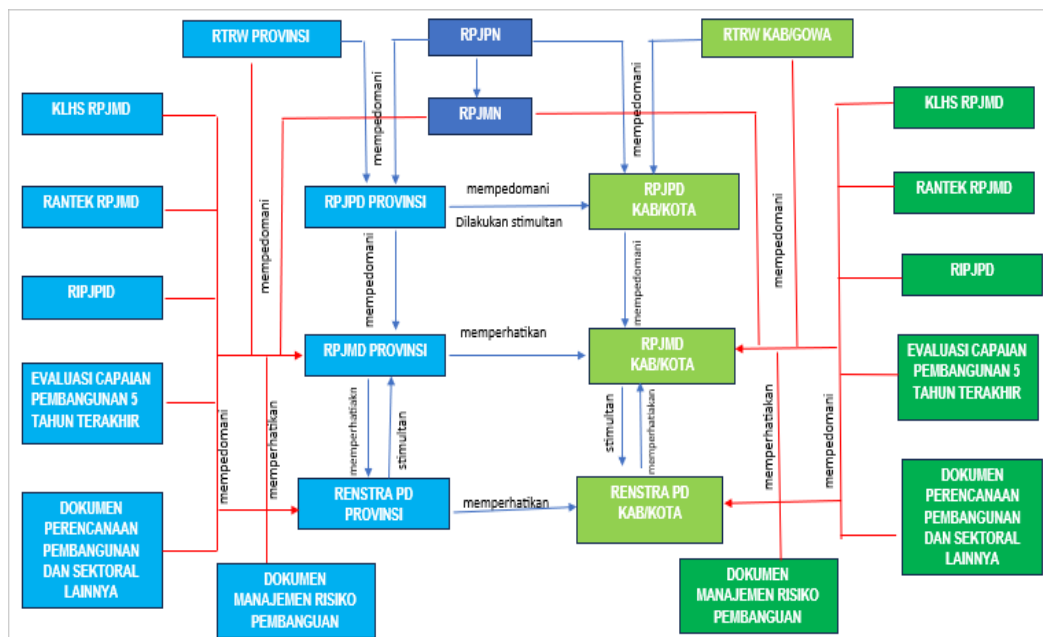 RTRW PROVINSI
RPJPN
RTRW KAB/GOWA
KLHS RPJMD
mempedomani
RPJMN
mempedomani
KLHS RPJMD
RANTEK RPJMD
RPJPD PROVINSI
mempedomani
Dilakukan stimultan
RPJPD
KAB/KOTA
RANTEK RPJMD
mempedomani
mempedomani
mempedomani
mempedomani
RIPJPID
RIPJPD
RPJMD PROVINSI
memperhatikan
RPJMD
KAB/KOTA
EVALUASI CAPAIAN
PEMBANGUNAN 5
TAHUN TERAKHIR
EVALUASI CAPAIAN
PEMBANGUNAN 5
TAHUN TERAKHIR
mempedomani
memperhatikan
memperhatiakn
stimultan
stimultan
memperhatiakan
memperhatiakan
mempedomani
DOKUMEN
PERENCANAAN
PEMBANGUNAN
DAN SEKTORAL
LAINNYA
RENSTRA PD
PROVINSI
memperhatikan
RENSTRA PD
KAB/KOTA
DOKUMEN
PERENCANAAN
PEMBANGUNAN
DAN SEKTORAL
LAINNYA
DOKUMEN
MANAJEMEN RISIKO
PEMBANGUAN
DOKUMEN
MANAJEMEN RISIKO
PEMBANGUAN